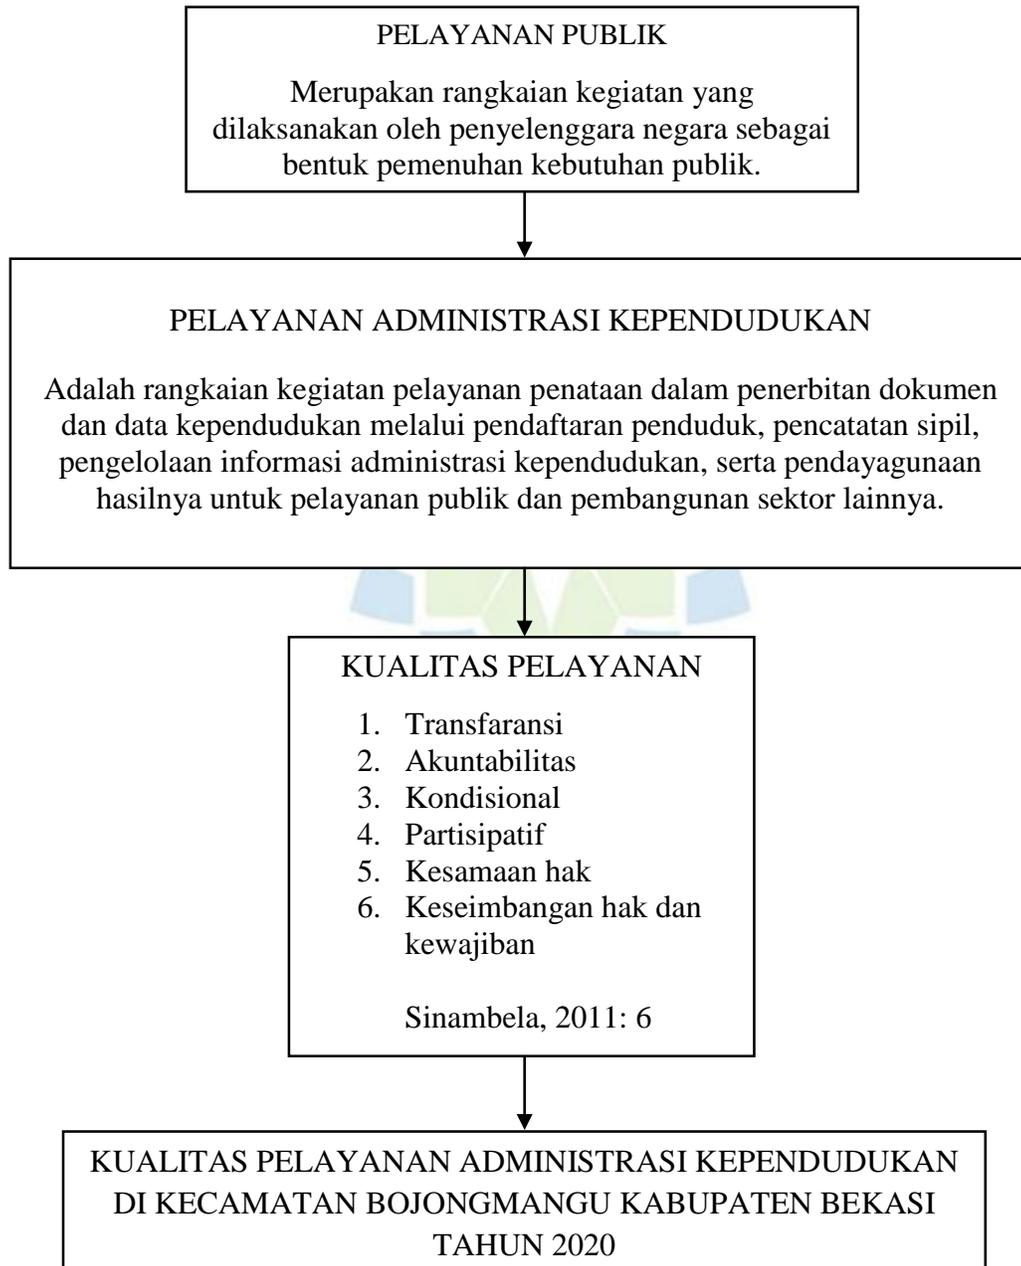 PELAYANAN PUBLIK
Merupakan rangkaian kegiatan yang
dilaksanakan oleh penyelenggara negara sebagai
bentuk pemenuhan kebutuhan publik.
PELAYANAN ADMINISTRASI KEPENDUDUKAN
Adalah rangkaian kegiatan pelayanan penataan dalam penerbitan dokumen
dan data kependudukan melalui pendaftaran penduduk, pencatatan sipil,
pengelolaan informasi administrasi kependudukan, serta pendayagunaan
hasilnya untuk pelayanan publik dan pembangunan sektor lainnya.
KUALITAS PELAYANAN
1. Transfaransi
2. Akuntabilitas
3. Kondisional
4. Partisipatif
5. Kesamaan hak
6. Keseimbangan hak dan
kewajiban
Sinambela, 2011: 6
KUALITAS PELAYANAN ADMINISTRASI KEPENDUDUKAN
DI KECAMATAN BOJONGMANGU KABUPATEN BEKASI
TAHUN 2020